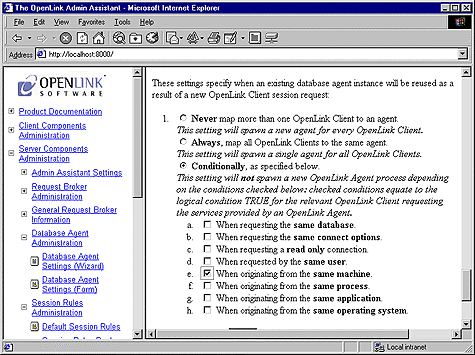 The OpenLink Admin Assistant - Microsoft Internet Explorer
File Edit View Favorites Tools Help
Address http://localhost:8000/
OPENLINK
SOFTWARE
Product Documentation
Client Components
Administration
Server Components
Administration
Admin Assistant Settings
Request Broker
Administration
General Request Broker
Information
Database Agent
Administration
Database Agent
Settings (Wizard)
Database Agent
Settings (Form)
Session Rules
Administration
Default Session Rules
These settings specify when an existing database agent instance will be reused as a
result of a new OpenLink Client session request:
1. Never map more than one OpenLink Client to an agent.
This setting will spawn a new agent for every OpenLink Client.
Always, map all OpenLink Clients to the same agent.
This setting will spawn a single agent for all OpenLink Clients.
Conditionally, as specified below.
This setting will not spawn a new OpenLink Agent process depending
on the conditions checked below; checked conditions equate to the
logical condition TRUE for the relevant OpenLink Client requesting
the services provided by an OpenLink Agent.
a. When requesting the same database.
b. When requesting the same connect options.
c. When requesting a read only connection.
d. When requested by the same user.
e. When originating from the same machine.
f. When originating from the same process.
g. When originating from the same application.
h. When originating from the same operating system.
Local intranet